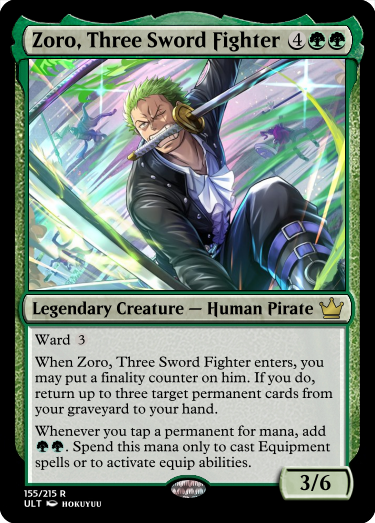 Zoro, Three Sword Fighter 4
Legendary Creature — Human Pirate
Ward 3
When Zoro, Three Sword Fighter enters, you
may put a finality counter on him. If you do,
return up to three target permanent cards from
your graveyard to your hand.
Whenever you tap a permanent for mana, add
. Spend this mana only to cast Equipment
spells or to activate equip abilities.
3/6
155/215 R
ULT HOKUYUU